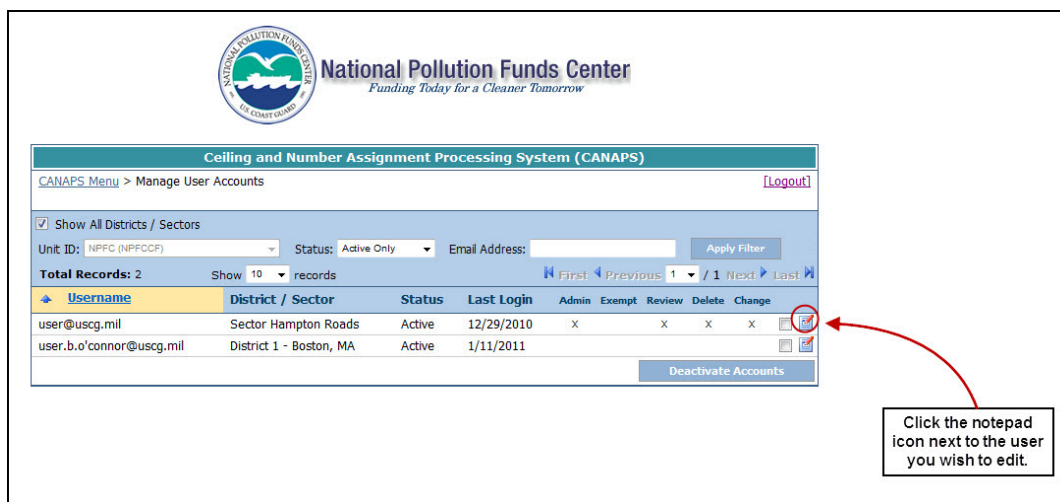 NATIONAL POLLUTION FUNDS CENTER
U.S. COAST GUARD
National Pollution Funds Center
Funding Today for a Cleaner Tomorrow
Ceiling and Number Assignment Processing System (CANAPS)
CANAPS Menu > Manage User Accounts [Logout]
Show All Districts / Sectors
Unit ID: NPFC (NPFCCF) Status: Active Only Email Address: Apply Filter
Total Records: 2 Show 10 records First Previous 1 / 1 Next Last
Username District / Sector Status Last Login Admin Exempt Review Delete Change
user@uscg.mil Sector Hampton Roads Active 12/29/2010 X X X X
user.b.o'connor@uscg.mil District 1 - Boston, MA Active 1/11/2011
Deactivate Accounts
Click the notepad
icon next to the user
you wish to edit.